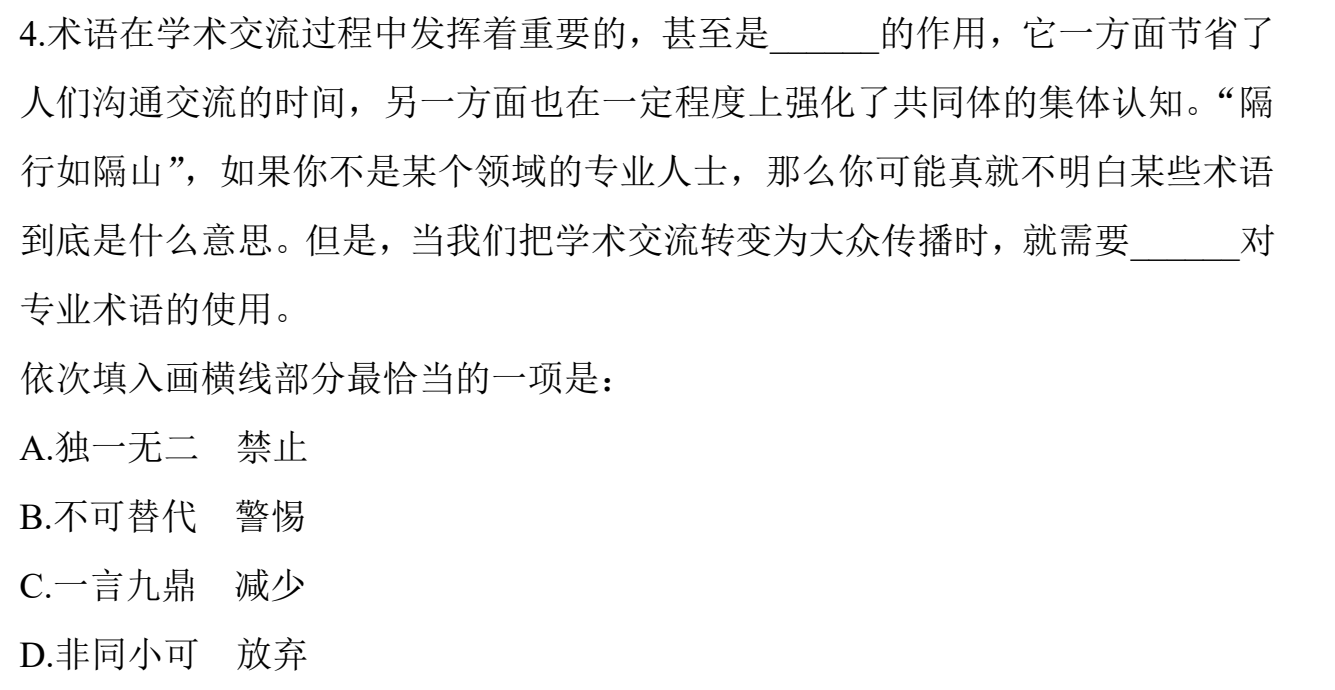 4.术语在学术交流过程中发挥着重要的，甚至是______的作用，它一方面节省了
人们沟通交流的时间，另一方面也在一定程度上强化了共同体的集体认知。“隔
行如隔山”，如果你不是某个领域的专业人士，那么你可能真就不明白某些术语
到底是什么意思。但是，当我们把学术交流转变为大众传播时，就需要______对
专业术语的使用。
依次填入画横线部分最恰当的一项是：
A.独一无二　禁止
B.不可替代　警惕
C.一言九鼎　减少
D.非同小可　放弃